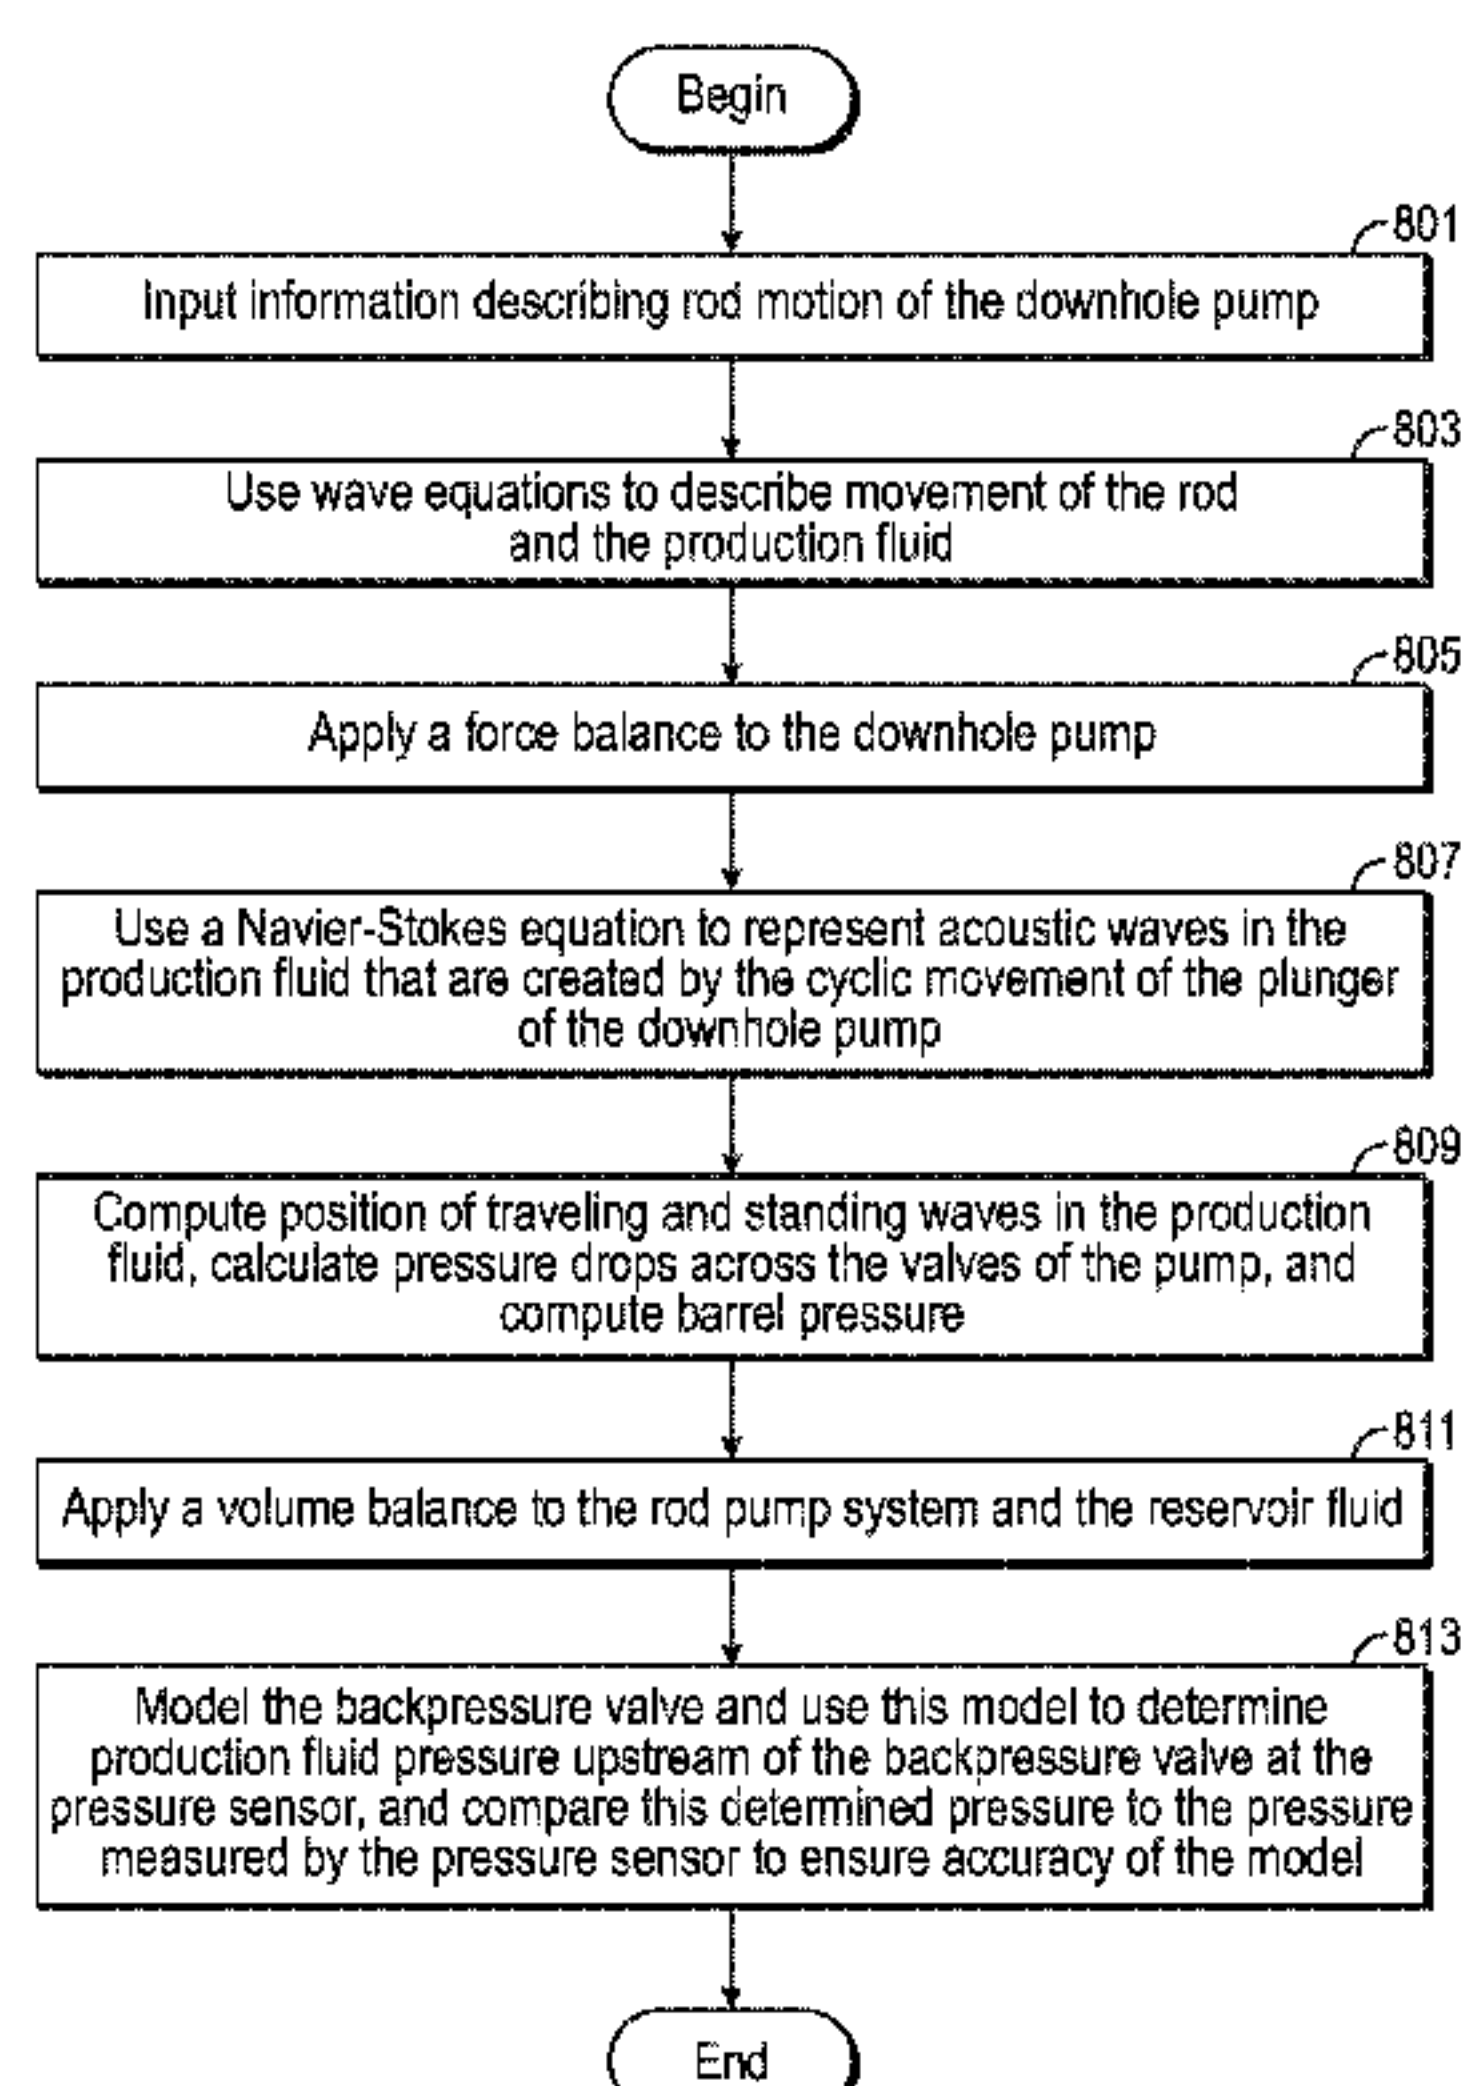 Begin
801
Input information describing rod motion of the downhole pump
803
Use wave equations to describe movement of the rod
and the production fluid
805
Apply a force balance to the downhole pump
807
Use a Navier-Stokes equation to represent acoustic waves in the
production fluid that are created by the cyclic movement of the plunger
of the downhole pump
809
Compute position of traveling and standing waves in the production
fluid, calculate pressure drops across the valves of the pump, and
compute barrel pressure
811
Apply a volume balance to the rod pump system and the reservoir fluid
813
Model the backpressure valve and use this model to determine
production fluid pressure upstream of the backpressure valve at the
pressure sensor, and compare this determined pressure to the pressure
measured by the pressure sensor to ensure accuracy of the model
End